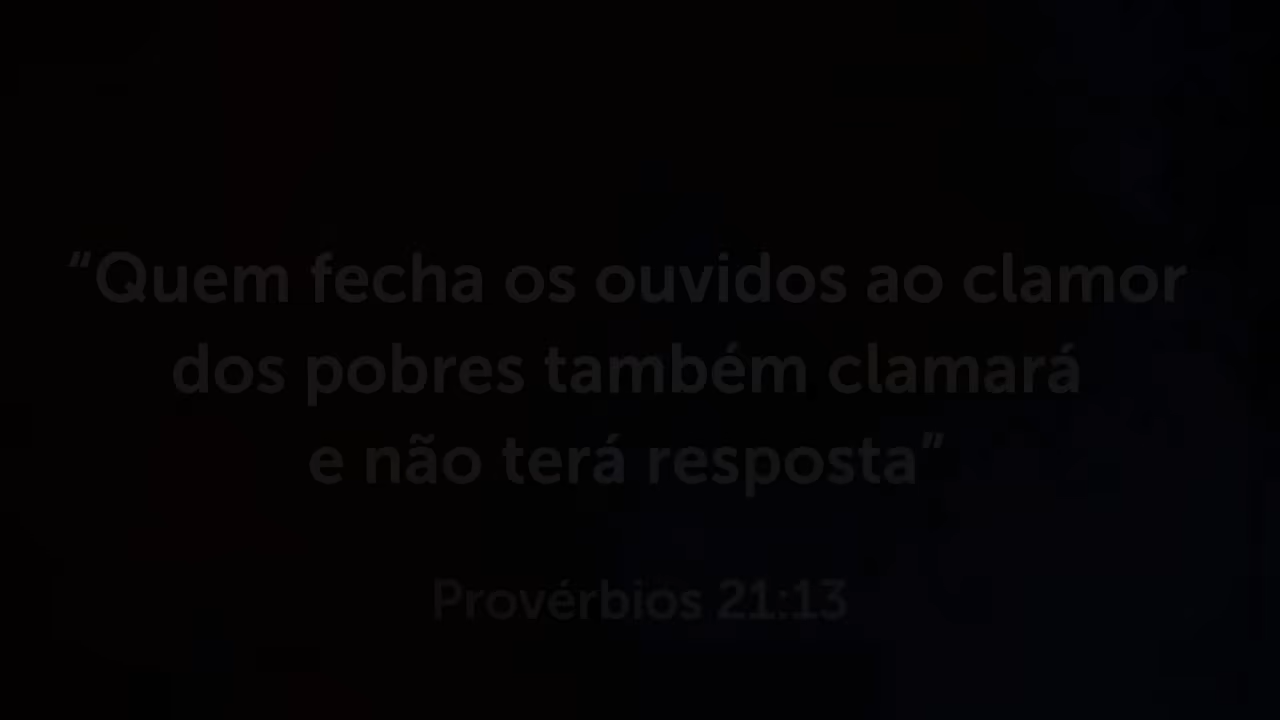 “Quem fecha os ouvidos ao clamor
dos pobres também clamará
e não terá resposta”
Provérbios 21:13